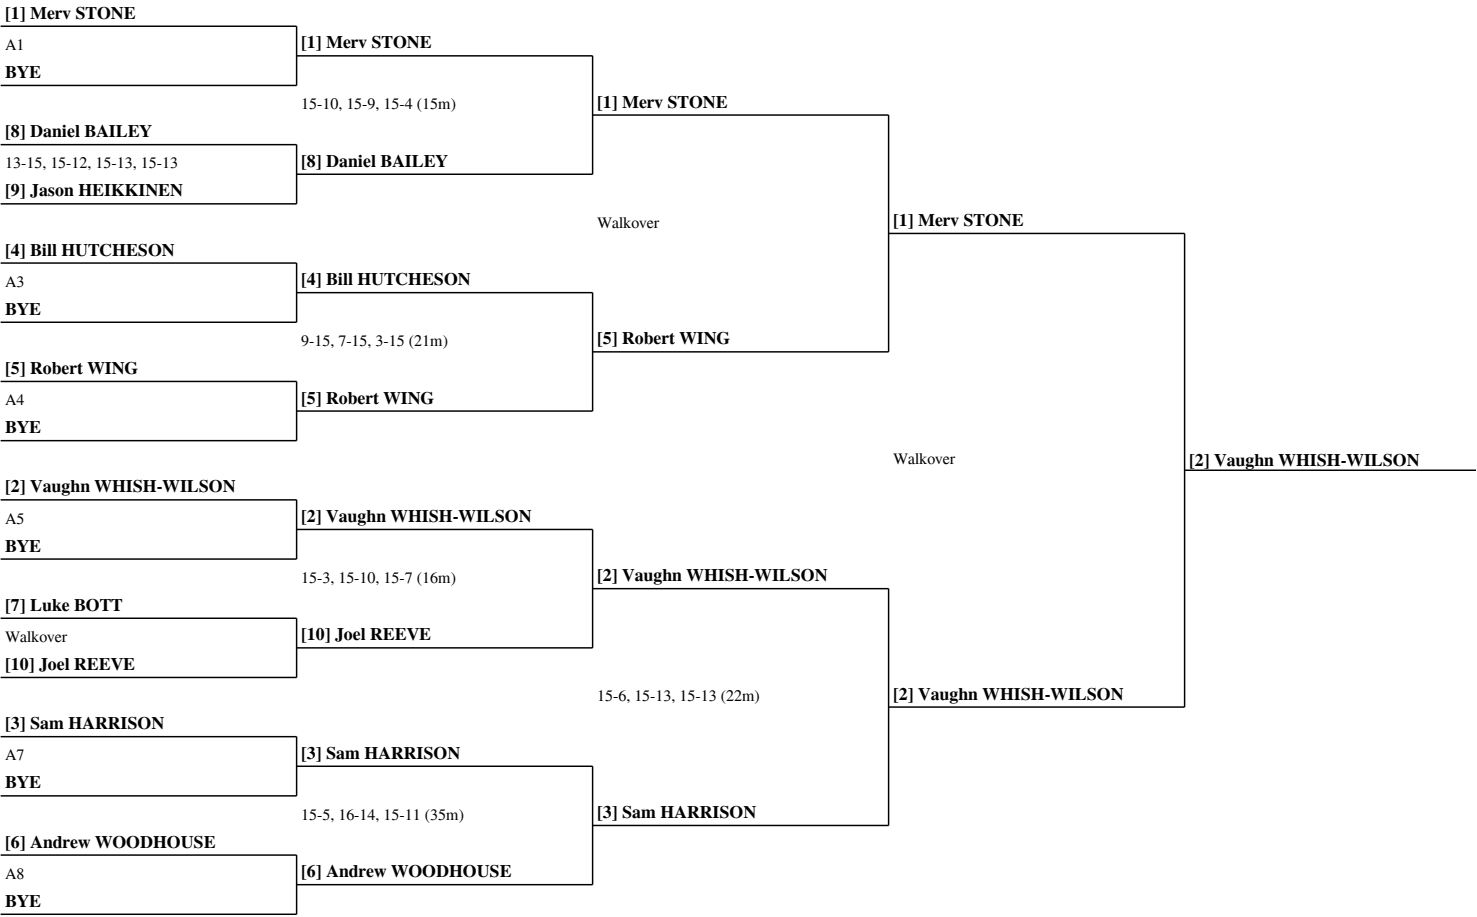 [1] Merv STONE
A1
BYE
[8] Daniel BAILEY
13-15, 15-12, 15-13, 15-13
[9] Jason HEIKKINEN
[4] Bill HUTCHESON
A3
BYE
[5] Robert WING
A4
BYE
[2] Vaughn WHISH-WILSON
A5
BYE
[7] Luke BOTT
Walkover
[10] Joel REEVE
[3] Sam HARRISON
A7
BYE
[6] Andrew WOODHOUSE
A8
BYE
[1] Merv STONE
15-10, 15-9, 15-4 (15m)
[8] Daniel BAILEY
[4] Bill HUTCHESON
9-15, 7-15, 3-15 (21m)
[5] Robert WING
[2] Vaughn WHISH-WILSON
15-3, 15-10, 15-7 (16m)
[10] Joel REEVE
[3] Sam HARRISON
15-5, 16-14, 15-11 (35m)
[6] Andrew WOODHOUSE
[1] Merv STONE
Walkover
[5] Robert WING
[2] Vaughn WHISH-WILSON
15-6, 15-13, 15-13 (22m)
[3] Sam HARRISON
[1] Merv STONE
Walkover
[2] Vaughn WHISH-WILSON
[2] Vaughn WHISH-WILSON